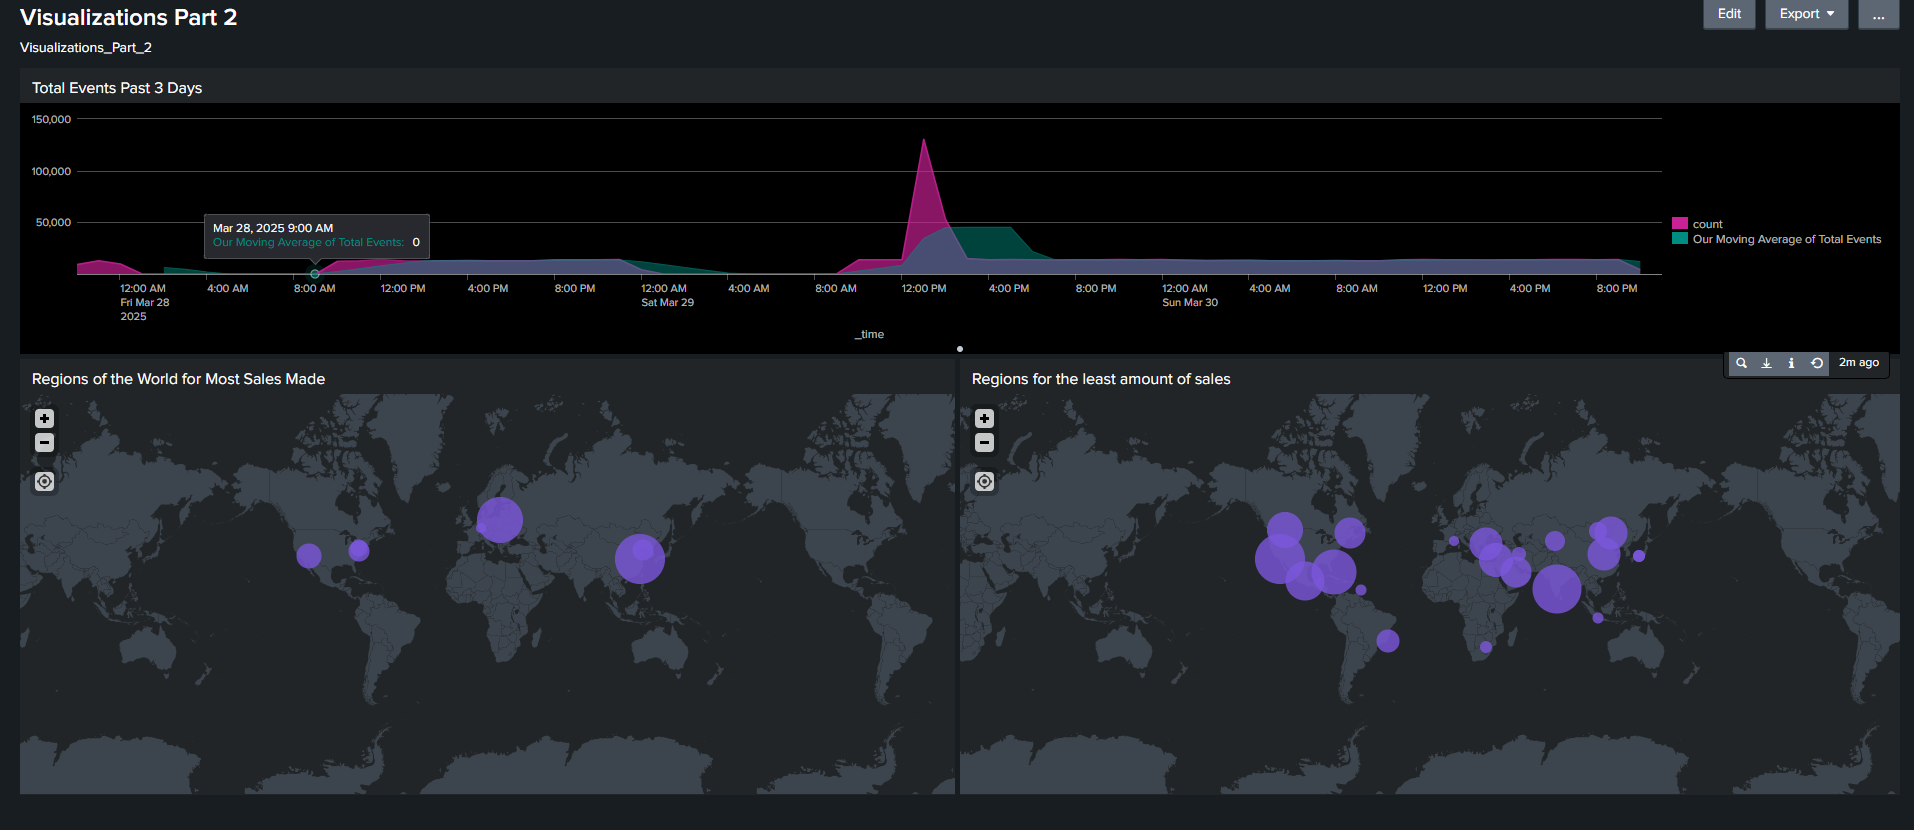 Visualizations Part 2
Edit
Export
...
Visualizations_Part_2
Total Events Past 3 Days
150,000
100,000
50,000
Mar 28, 2025 9:00 AM
Our Moving Average of Total Events: 0
count
Our Moving Average of Total Events
12:00 AM 4:00 AM 8:00 AM 12:00 PM 4:00 PM 8:00 PM 12:00 AM 4:00 AM 8:00 AM 12:00 PM 4:00 PM 8:00 PM 12:00 AM 4:00 AM 8:00 AM 12:00 PM 4:00 PM 8:00 PM
Fri Mar 28 Sat Mar 29 Sun Mar 30
2025
_time
2m ago
Regions of the World for Most Sales Made
Regions for the least amount of sales